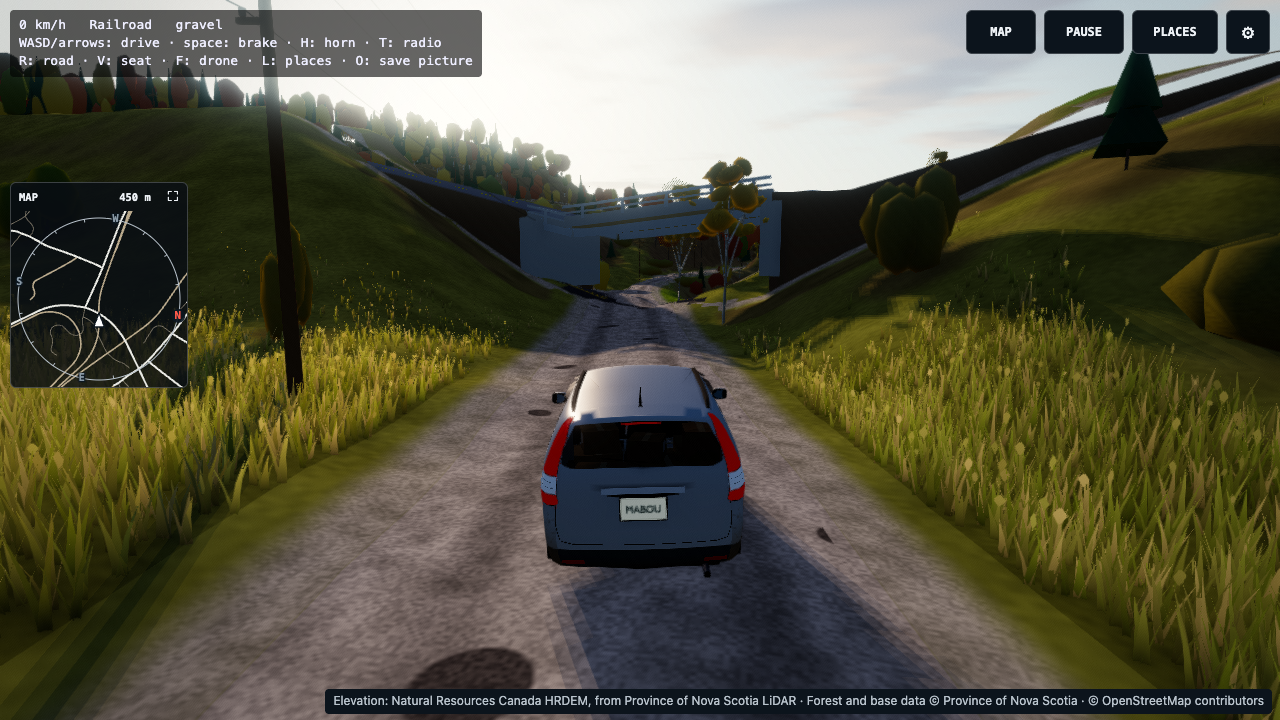 0 km/h Railroad gravel
WASD/arrows: drive · space: brake · H: horn · T: radio
R: road · V: seat · F: drone · L: places · O: save picture
MAP
PAUSE
PLACES
MAP 450 m
W
S
N
E
MABOU
Elevation: Natural Resources Canada HRDEM, from Province of Nova Scotia LiDAR · Forest and base data © Province of Nova Scotia · © OpenStreetMap contributors